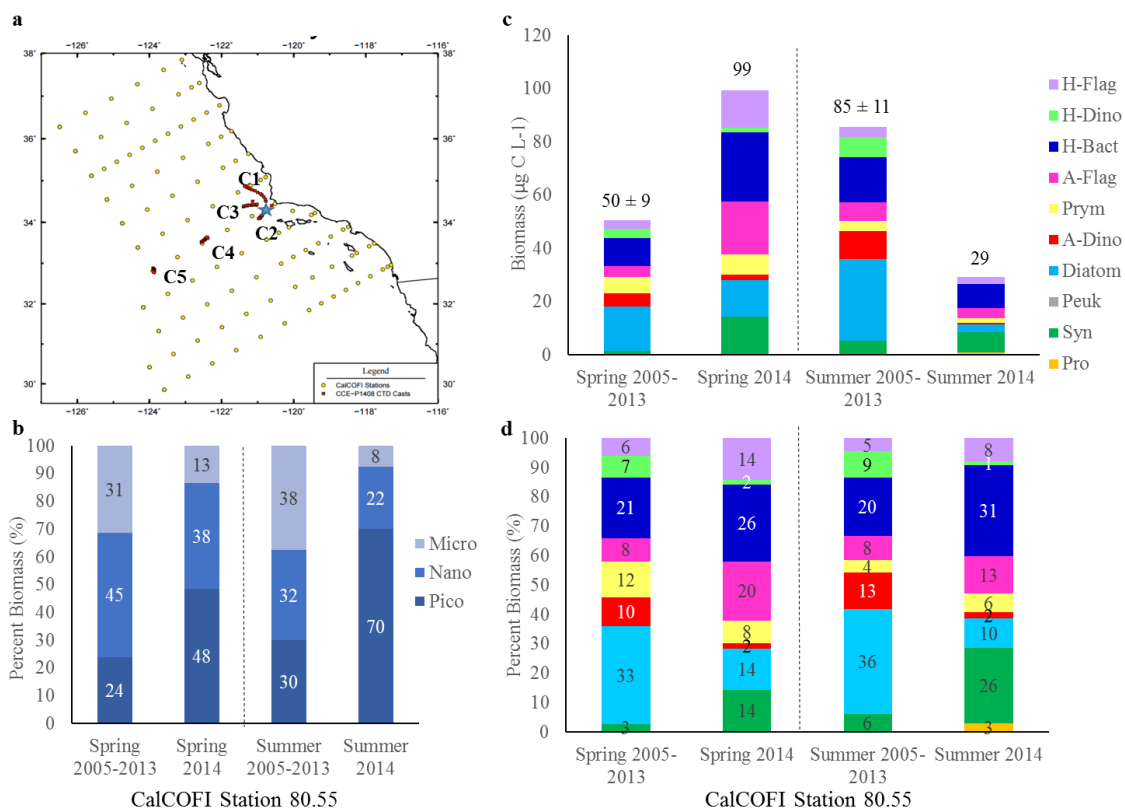 a
−126° −124° −122° −120° −118° −116°
38°
36°
34°
32°
30°
38°
36°
34°
32°
30°
C1
C3
C2
C4
C5
Legend
CalCOFI Stations
CCE−P1408 CTD Casts
−126° −124° −122° −120° −118° −116°
b
Percent Biomass (%)
100
90
80
70
60
50
40
30
20
10
0
31
45
24
13
38
48
38
32
30
8
22
70
Micro
Nano
Pico
Spring
2005-2013
Spring
2014
Summer
2005-2013
Summer
2014
CalCOFI Station 80.55
c
Biomass (µg C L-1)
120
100
80
60
40
20
0
50 ± 9
99
85 ± 11
29
Spring 2005-
2013
Spring 2014
Summer 2005-
2013
Summer 2014
H-Flag
H-Dino
H-Bact
A-Flag
Prym
A-Dino
Diatom
Peuk
Syn
Pro
d
Percent Biomass (%)
100
90
80
70
60
50
40
30
20
10
0
6
7
21
8
12
10
33
3
14
2
26
20
8
2
14
14
5
9
20
8
4
13
36
6
8
1
31
13
6
2
10
26
3
Spring 2005-
2013
Spring 2014
Summer 2005-
2013
Summer 2014
CalCOFI Station 80.55